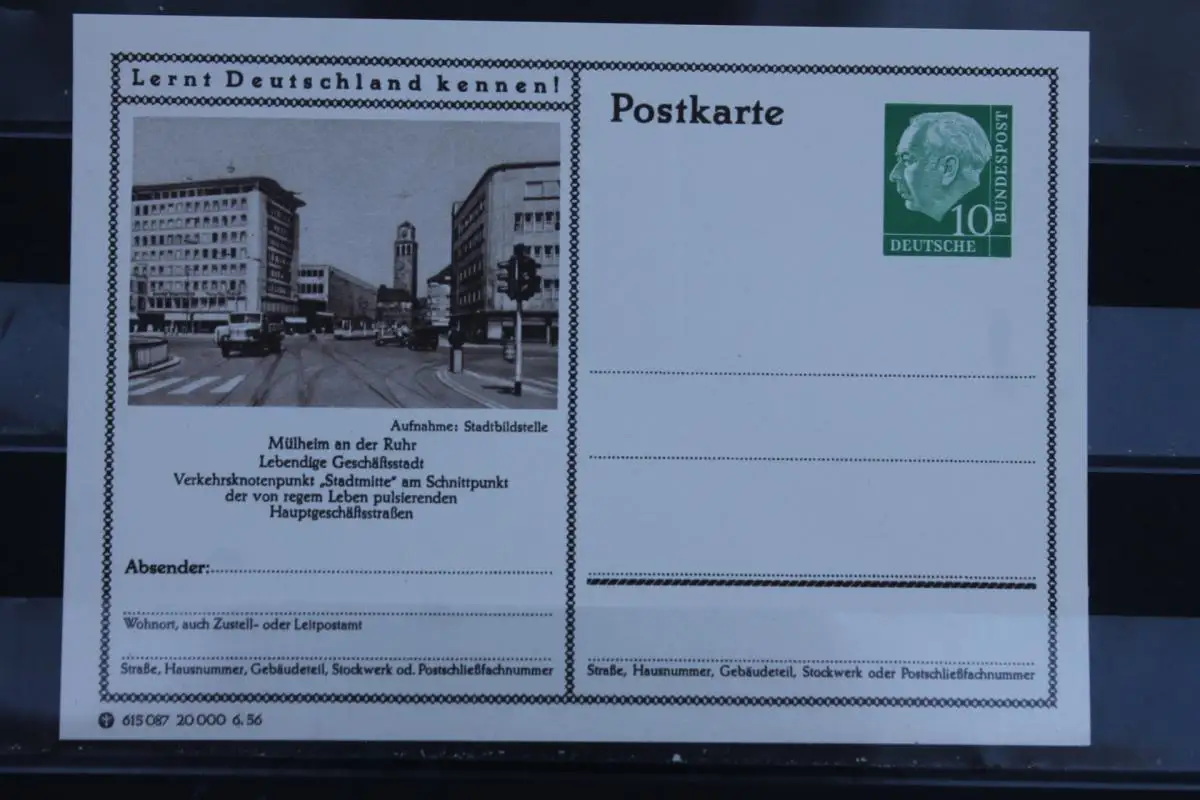 Lernt Deutschland kennen!
Aufnahme: Stadtbildstelle
Mülheim an der Ruhr
Lebendige Geschäftsstadt
Verkehrsknotenpunkt „Stadtmitte“ am Schnittpunkt
der von regem Leben pulsierenden
Hauptgeschäftsstraßen
Absender:
Wohnort, auch Zustell- oder Leitpostamt
Straße, Hausnummer, Gebäudeteil, Stockwerk od. Postschließfachnummer
615 087 20 000 6. 56
Postkarte
10
DEUTSCHE
BUNDESPOST
Straße, Hausnummer, Gebäudeteil, Stockwerk oder Postschließfachnummer